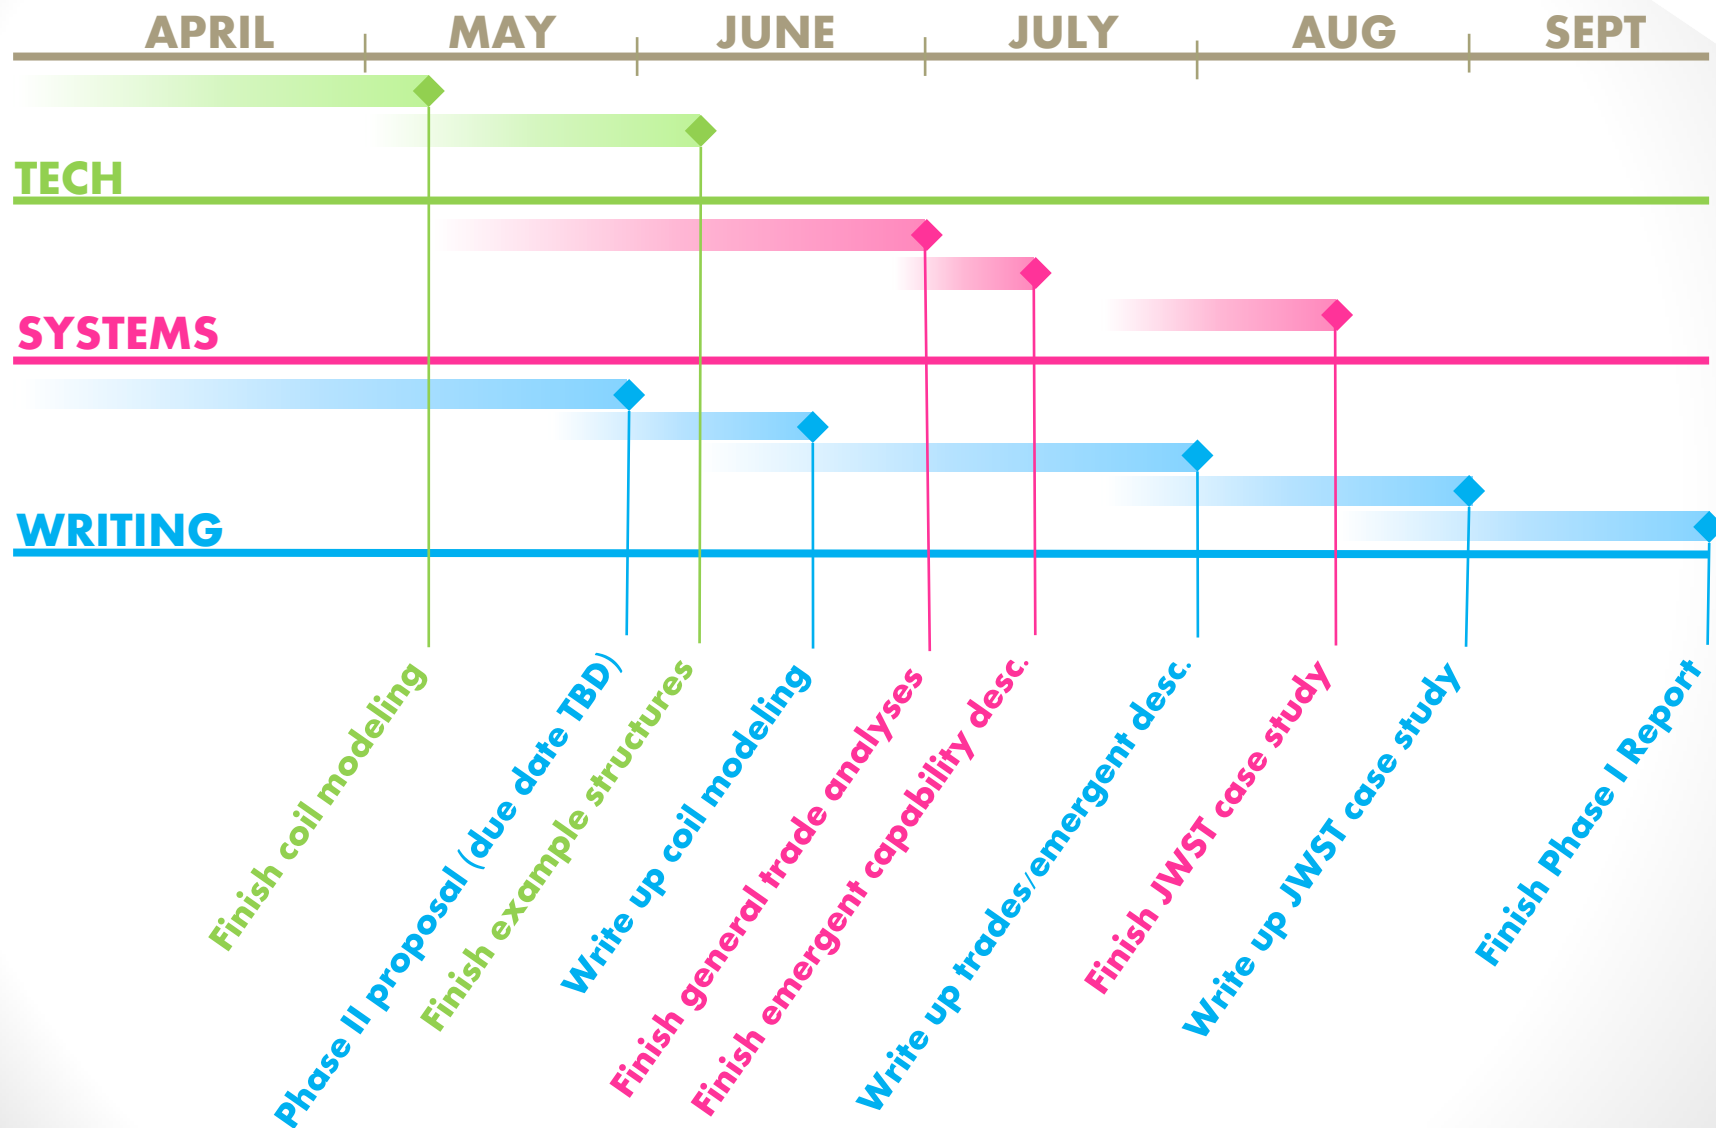 APRIL MAY JUNE JULY AUG SEPT
TECH
SYSTEMS
WRITING
Finish coil modeling
Phase II proposal (due date TBD)
Finish example structures
Write up coil modeling
Finish general trade analyses
Finish emergent capability desc.
Write up trades/emergent desc.
Finish JWST case study
Write up JWST case study
Finish Phase I Report